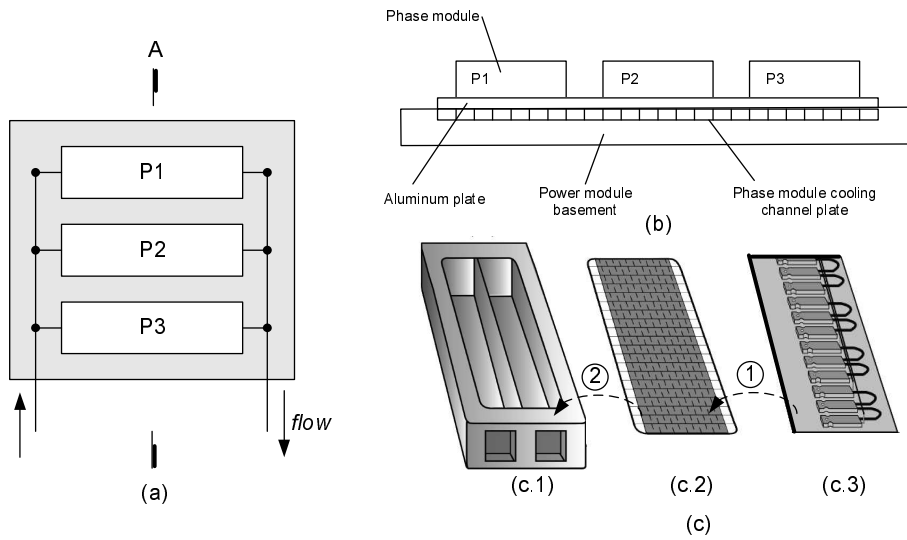 A
P1
P2
P3
flow
(a)
Phase module
P1
P2
P3
Aluminum plate
Power module
basement
Phase module cooling
channel plate
(b)
2
1
(c.1)
(c.2)
(c.3)
(c)